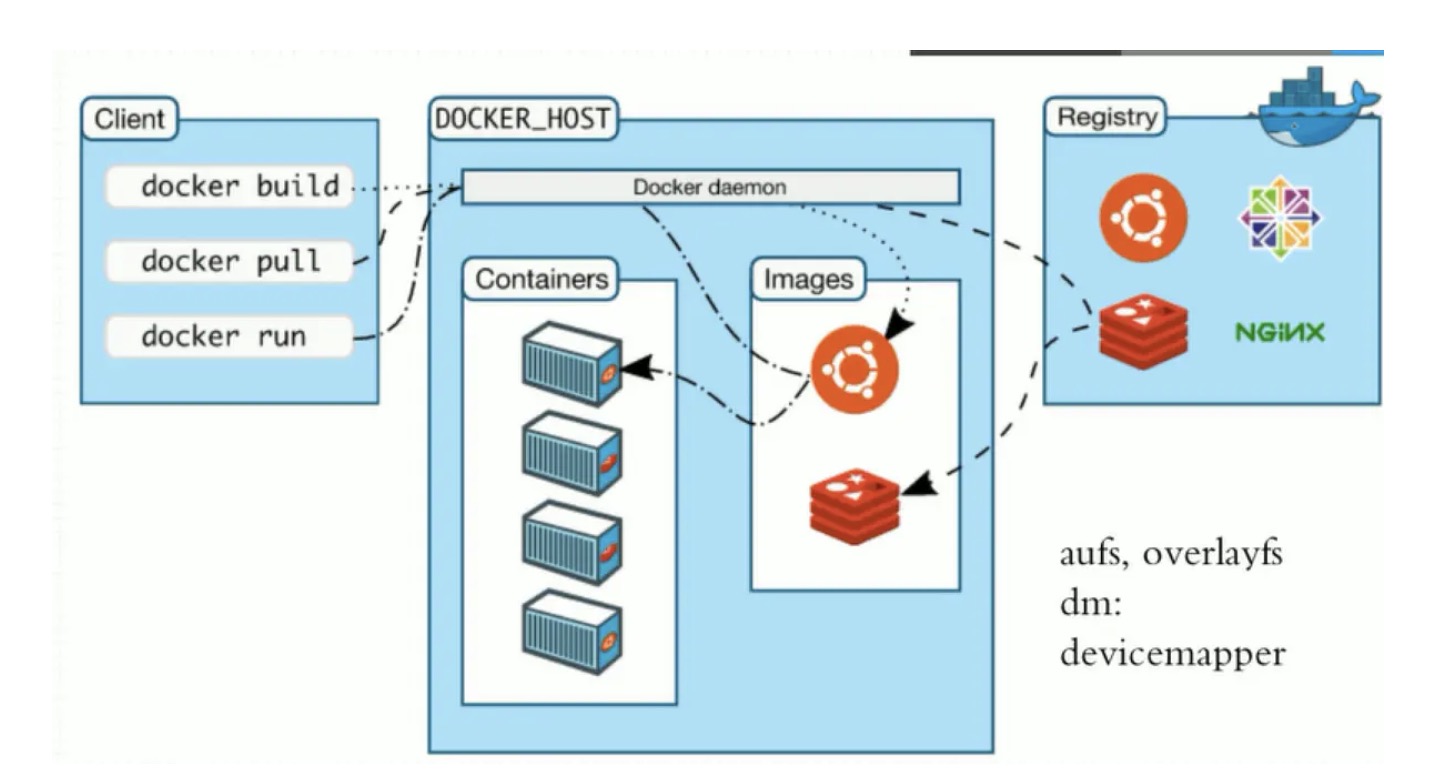 Client
docker build
docker pull
docker run
DOCKER_HOST
Docker daemon
Containers
Images
Registry
NGINX
aufs, overlayfs
dm:
devicemapper